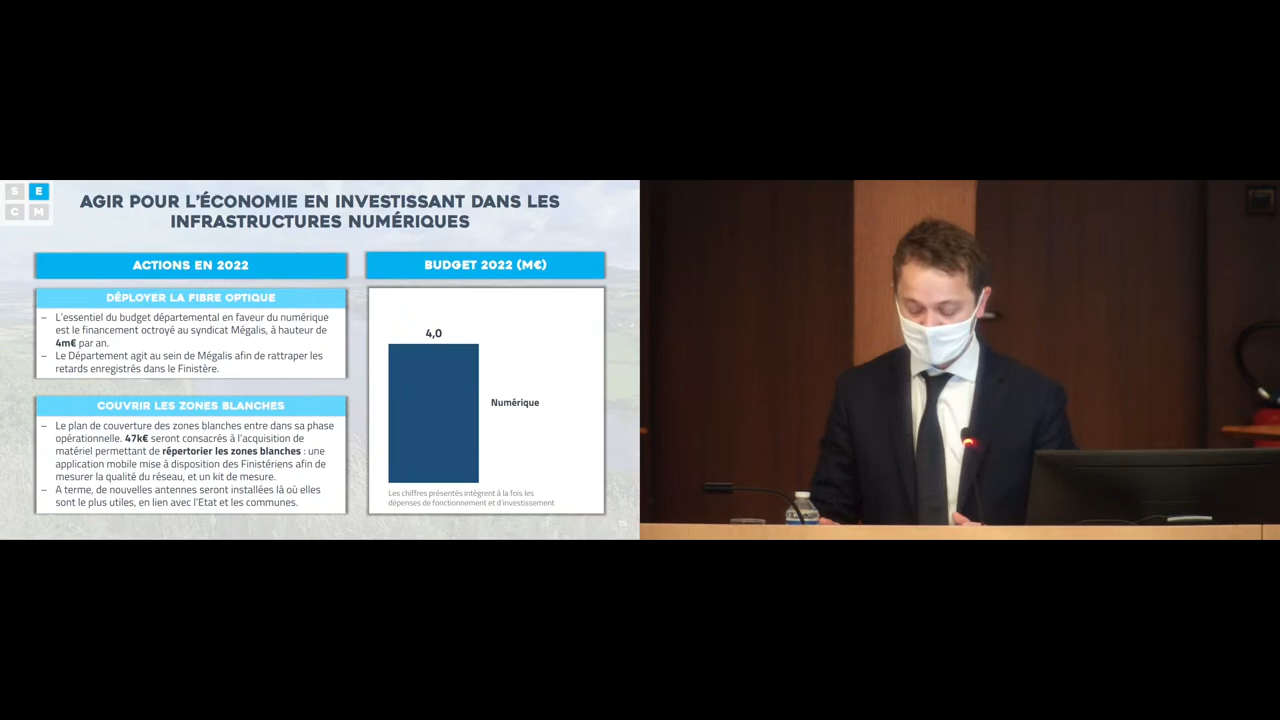 S E
C M
AGIR POUR L'ÉCONOMIE EN INVESTISSANT DANS LES
INFRASTRUCTURES NUMÉRIQUES
ACTIONS EN 2022
DÉPLOYER LA FIBRE OPTIQUE
– L'essentiel du budget départemental en faveur du numérique
est le financement octroyé au syndicat Mégalis, à hauteur de
4m€ par an.
– Le Département agit au sein de Mégalis afin de rattraper les
retards enregistrés dans le Finistère.
COUVRIR LES ZONES BLANCHES
– Le plan de couverture des zones blanches entre dans sa phase
opérationnelle. 47k€ seront consacrés à l'acquisition de
matériel permettant de répertorier les zones blanches : une
application mobile mise à disposition des Finistériens afin de
mesurer la qualité du réseau, et un kit de mesure.
– A terme, de nouvelles antennes seront installées là où elles
sont le plus utiles, en lien avec l'Etat et les communes.
BUDGET 2022 (M€)
4,0
Numérique
Les chiffres présentés intègrent à la fois les
dépenses de fonctionnement et d'investissement
15